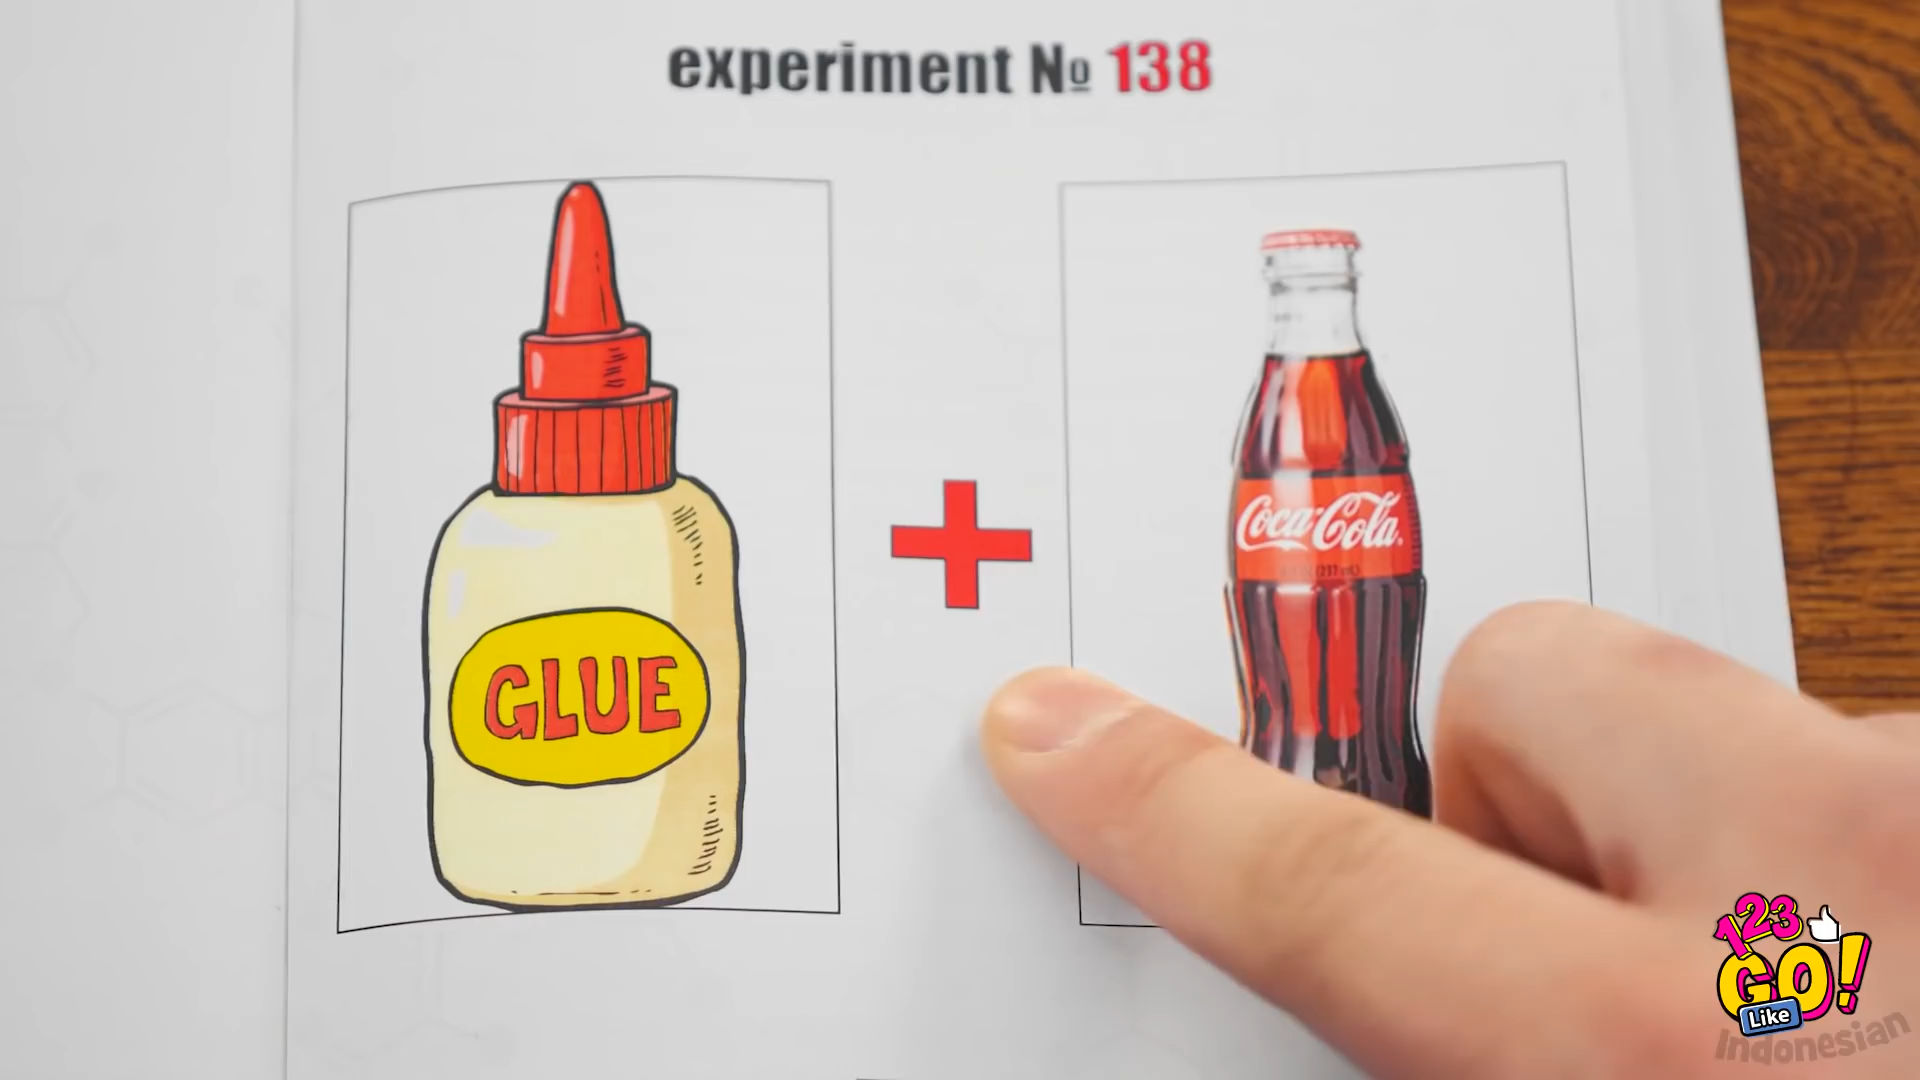 experiment № 138
GLUE
Coca-Cola
123
GO!
Like
Indonesian